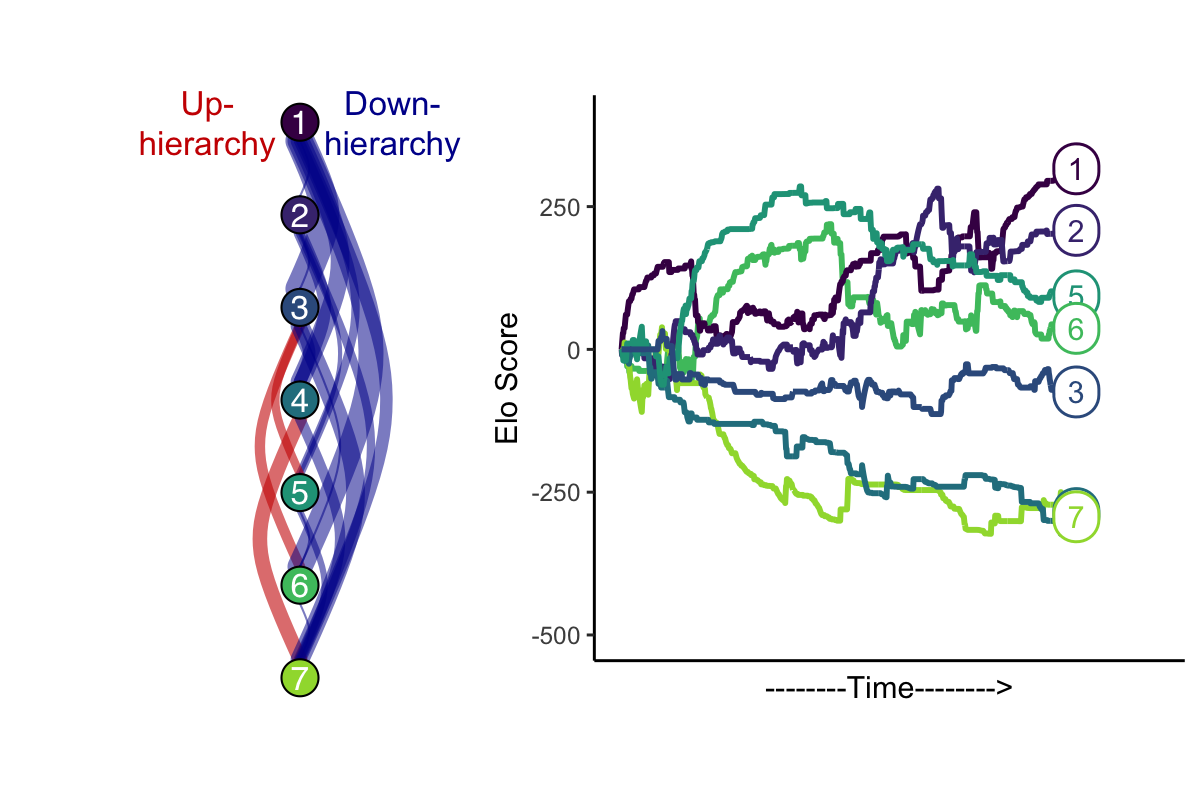 Up-
hierarchy
Down-
hierarchy
1
2
3
4
5
6
7
Elo Score
250
0
-250
-500
1
2
5
6
3
7
--------Time-------->